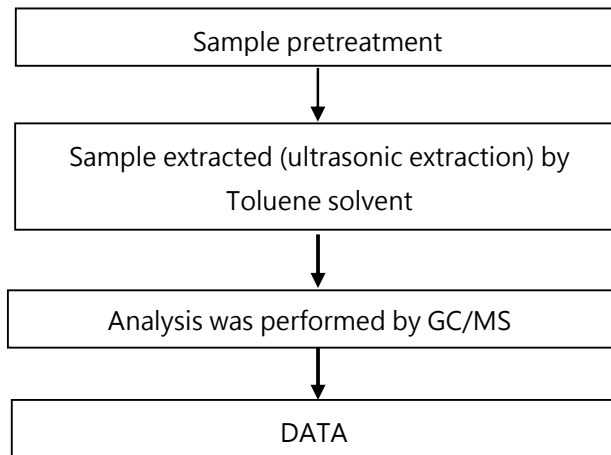 Sample pretreatment
Sample extracted (ultrasonic extraction) by
Toluene solvent
Analysis was performed by GC/MS
DATA